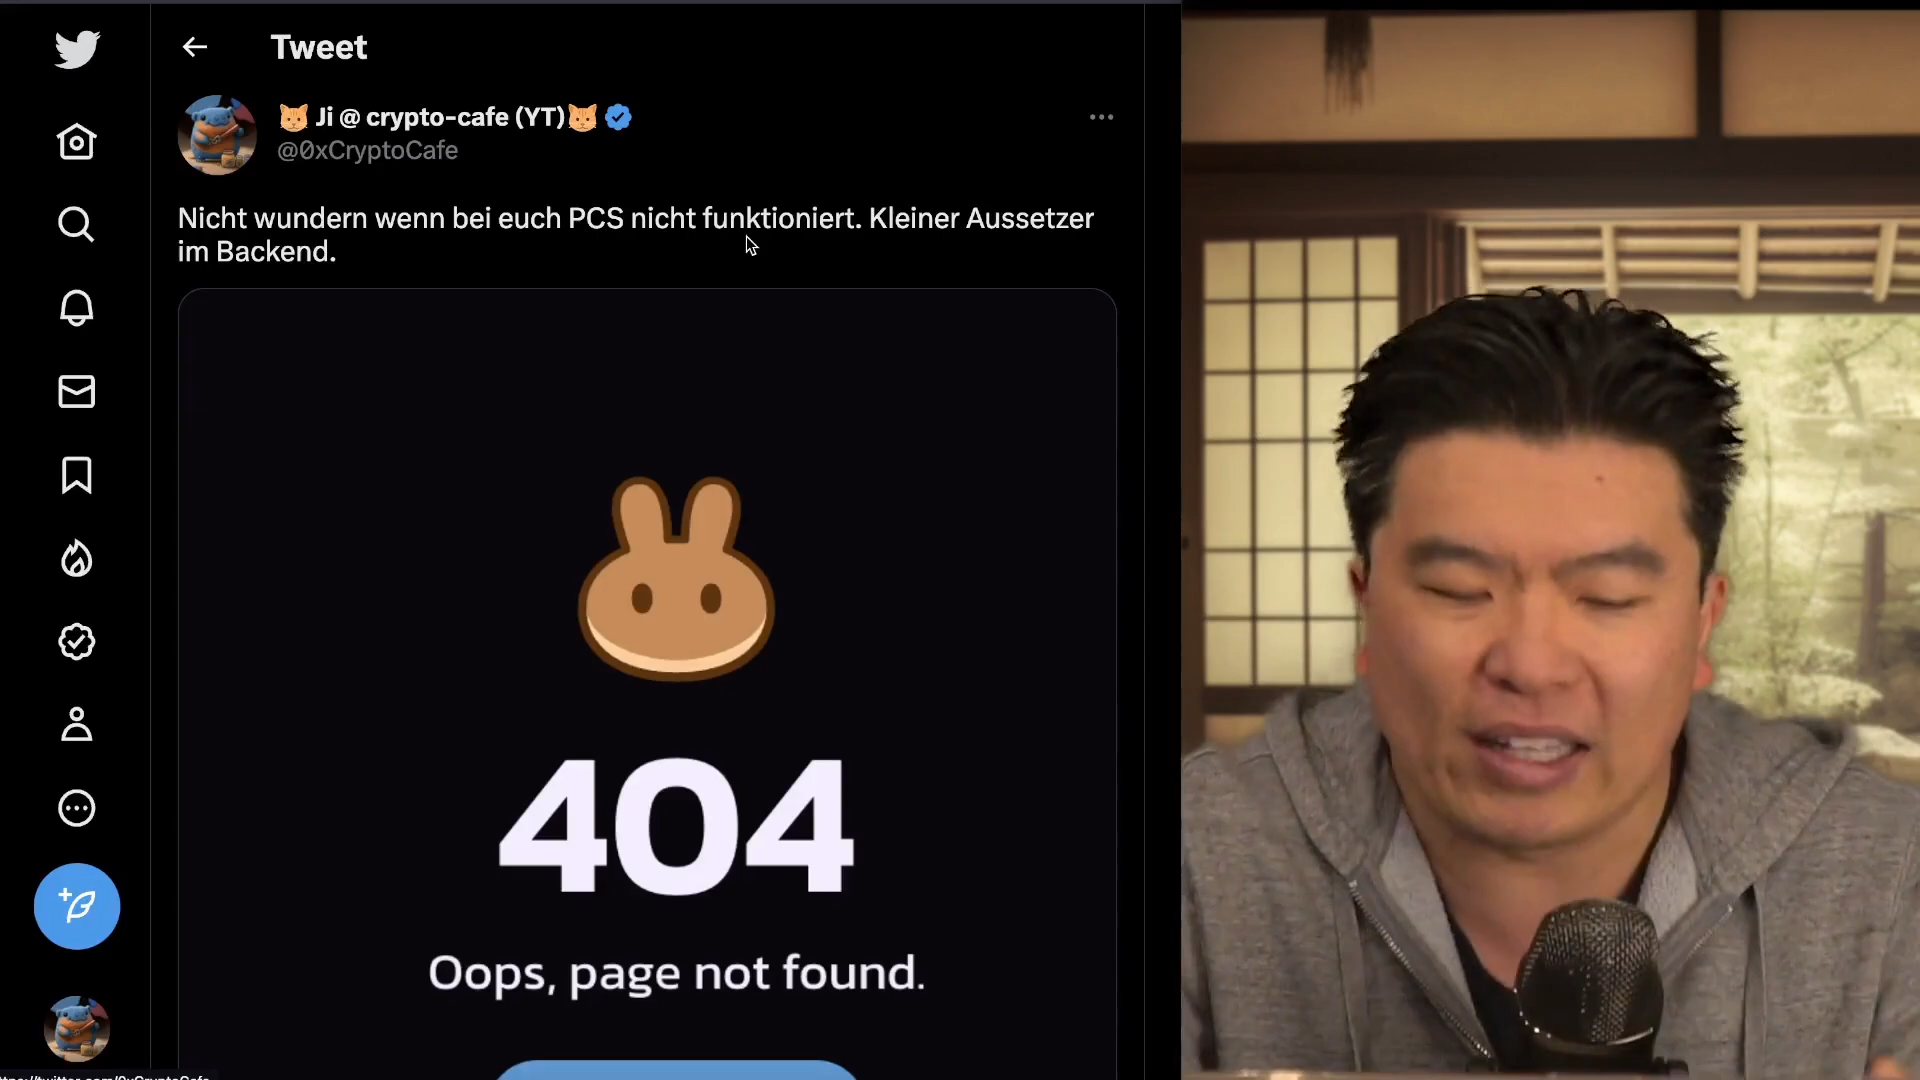 Tweet
🐱 Ji @ crypto-cafe (YT)🐱
@0xCryptoCafe
Nicht wundern wenn bei euch PCS nicht funktioniert. Kleiner Aussetzer
im Backend.
404
Oops, page not found.